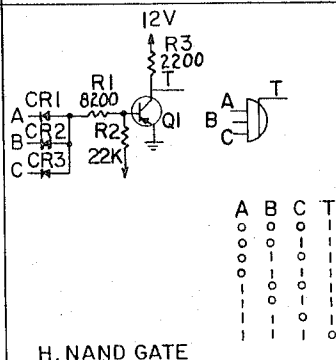 12V
R3
2200
T
R1
8200
CR1
A
Q1
R2
22K
CR2
B
CR3
C
T
A
B
C
A B C T
0 0 0 1
0 0 1 1
0 1 0 1
0 1 1 1
1 0 0 1
1 0 1 1
1 1 0 1
1 1 1 0
H. NAND GATE